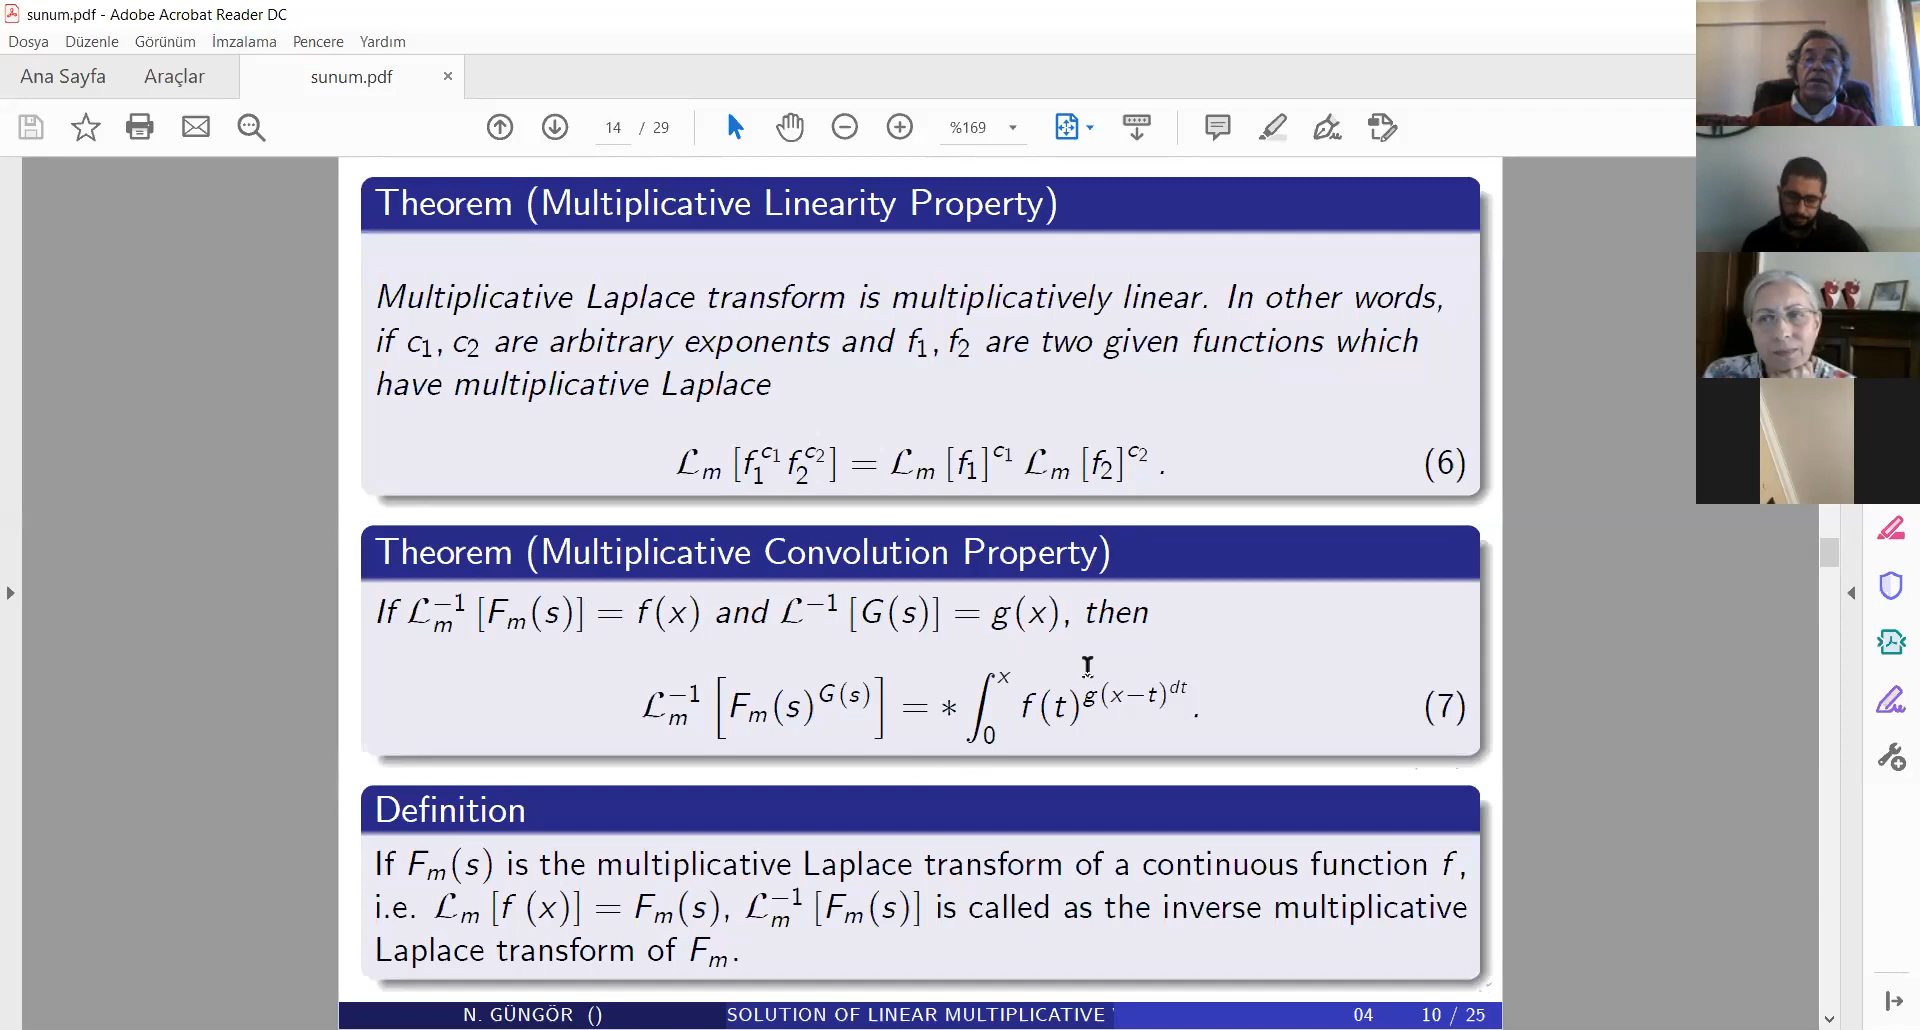 sunum.pdf - Adobe Acrobat Reader DC
Dosya Düzenle Görünüm İmzalama Pencere Yardım
Ana Sayfa Araçlar sunum.pdf ×
14 / 29 %169
Theorem (Multiplicative Linearity Property)
Multiplicative Laplace transform is multiplicatively linear. In other words,
if c₁, c₂ are arbitrary exponents and f₁, f₂ are two given functions which
have multiplicative Laplace
ℒₘ [f₁^{c₁} f₂^{c₂}] = ℒₘ [f₁]^{c₁} ℒₘ [f₂]^{c₂} . (6)
Theorem (Multiplicative Convolution Property)
If ℒₘ⁻¹ [Fₘ(s)] = f(x) and ℒ⁻¹ [G(s)] = g(x), then
ℒₘ⁻¹ [Fₘ(s)^{G(s)}] = * ∫₀ˣ f(t)^{g(x−t)^{dt}}. (7)
Definition
If Fₘ(s) is the multiplicative Laplace transform of a continuous function f,
i.e. ℒₘ [f (x)] = Fₘ(s), ℒₘ⁻¹ [Fₘ(s)] is called as the inverse multiplicative
Laplace transform of Fₘ.
N. GÜNGÖR () SOLUTION OF LINEAR MULTIPLICATIVE 04 10 / 25